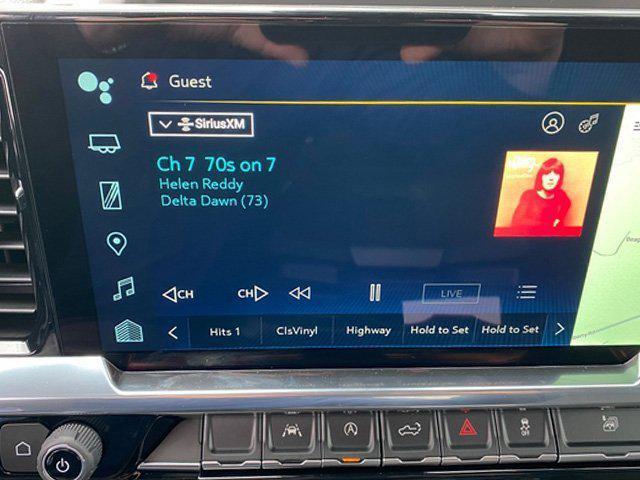 Guest
SiriusXM
Ch 7 70s on 7
Helen Reddy
Delta Dawn (73)
CH CH LIVE
Hits 1 ClsVinyl Highway Hold to Set Hold to Set
A
OFF